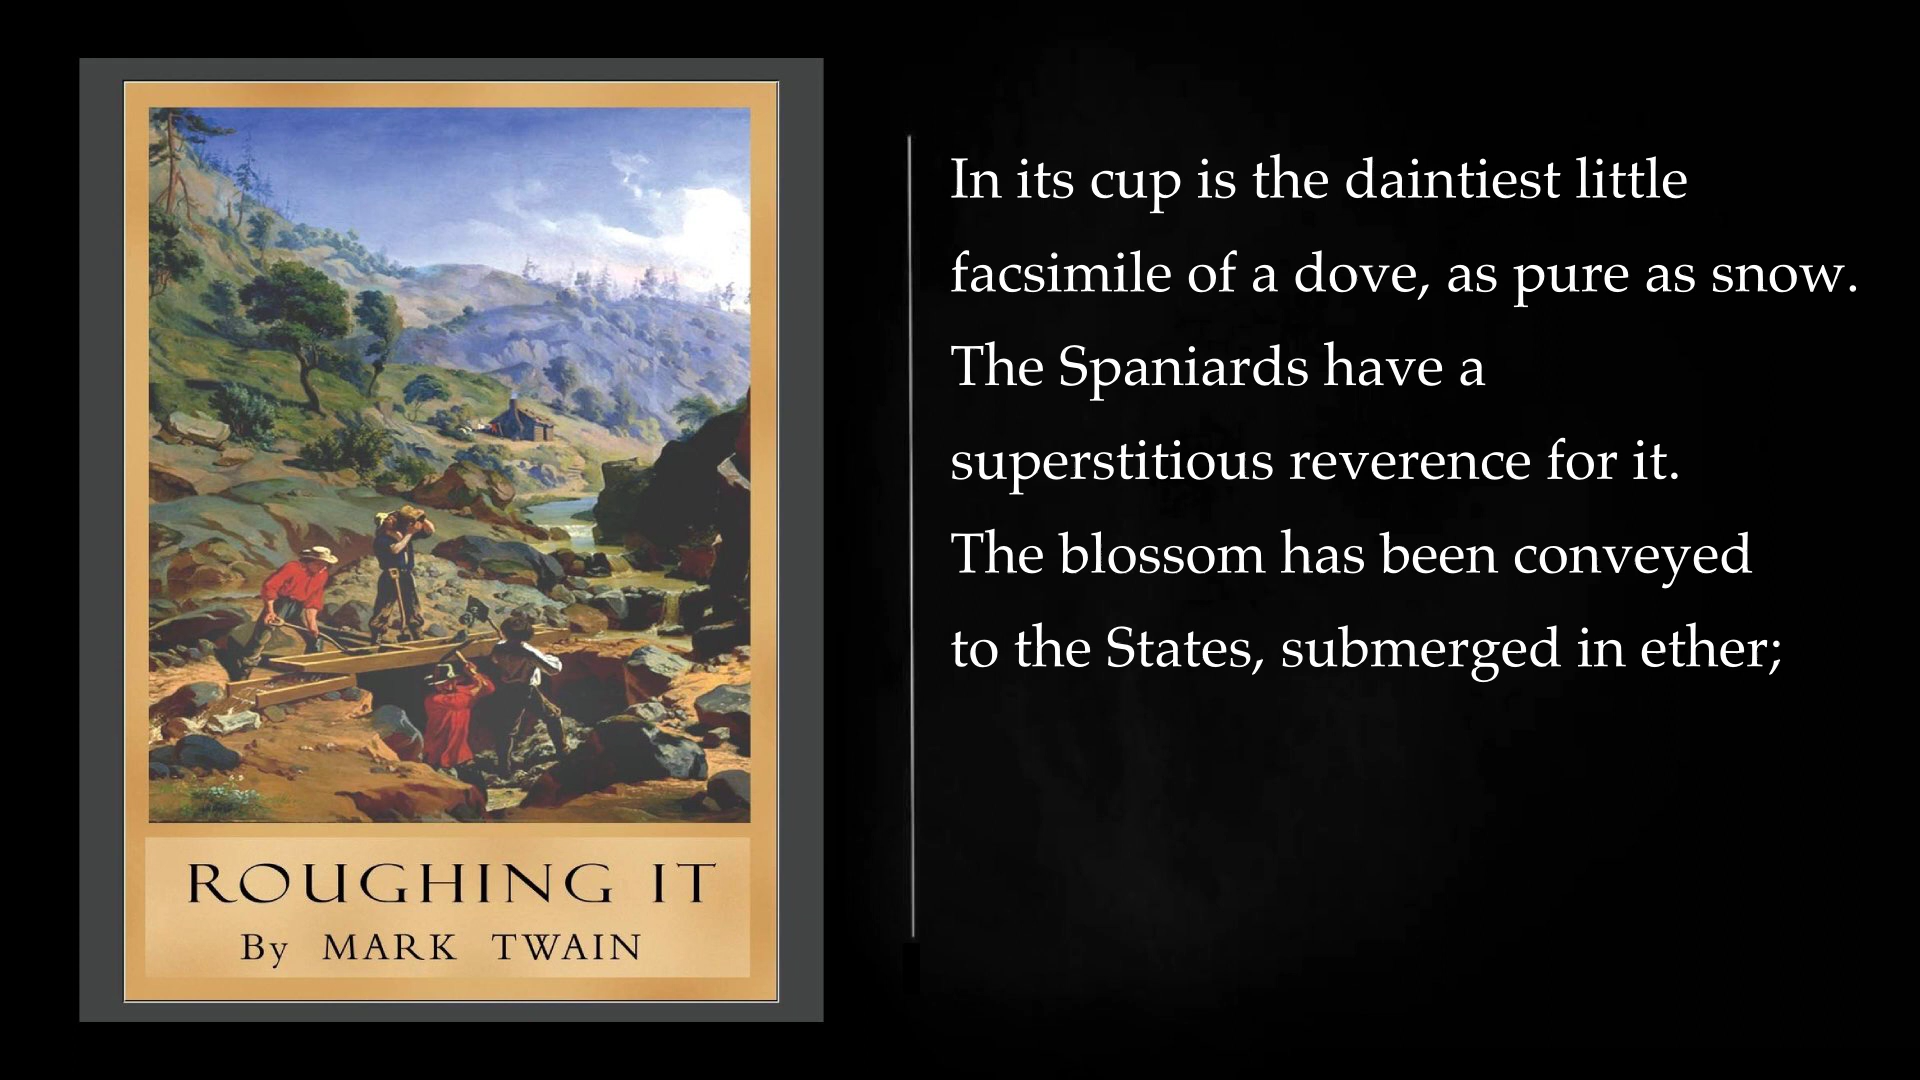 ROUGHING IT
By MARK TWAIN
In its cup is the daintiest little
facsimile of a dove, as pure as snow.
The Spaniards have a
superstitious reverence for it.
The blossom has been conveyed
to the States, submerged in ether;